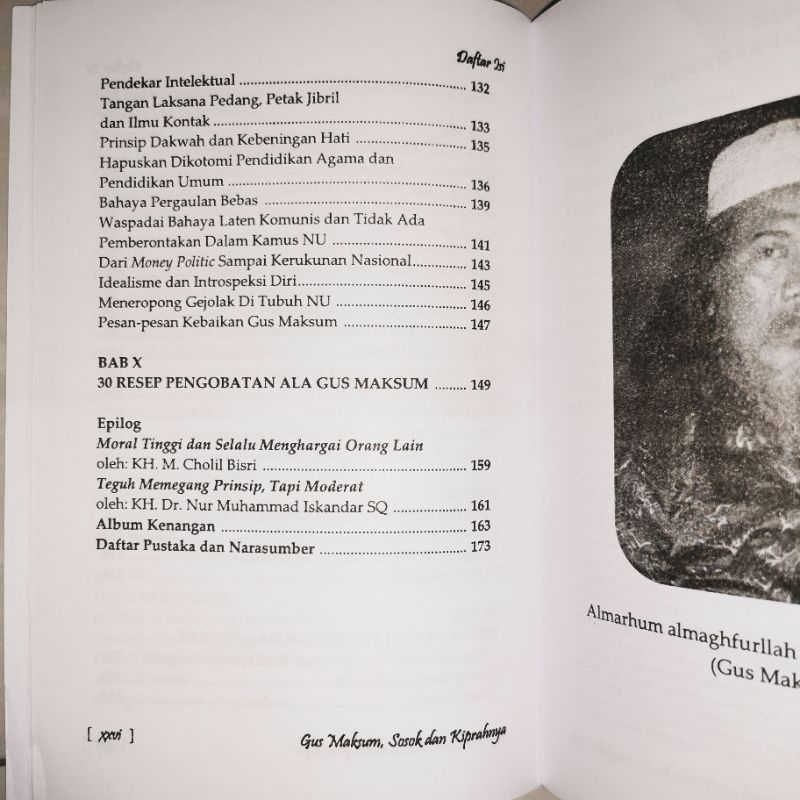 Daftar Isi
Pendekar Intelektual ........................................................ 132
Tangan Laksana Pedang, Petak Jibril
dan Ilmu Kontak .............................................................. 133
Prinsip Dakwah dan Kebeningan Hati ........................... 135
Hapuskan Dikotomi Pendidikan Agama dan
Pendidikan Umum ............................................................ 136
Bahaya Pergaulan Bebas ................................................... 139
Waspadai Bahaya Laten Komunis dan Tidak Ada
Pemberontakan Dalam Kamus NU ................................. 141
Dari Money Politic Sampai Kerukunan Nasional............. 143
Idealisme dan Introspeksi Diri.......................................... 145
Meneropong Gejolak Di Tubuh NU ................................ 146
Pesan-pesan Kebaikan Gus Maksum .............................. 147
BAB X
30 RESEP PENGOBATAN ALA GUS MAKSUM ......... 149
Epilog
Moral Tinggi dan Selalu Menghargai Orang Lain
oleh: KH. M. Cholil Bisri .................................................. 159
Teguh Memegang Prinsip, Tapi Moderat
oleh: KH. Dr. Nur Muhammad Iskandar SQ .................. 161
Album Kenangan .............................................................. 163
Daftar Pustaka dan Narasumber ..................................... 173
[ xxvi ]
Gus Maksum, Sosok dan Kiprahnya
Almarhum almaghfurllah
(Gus Mak